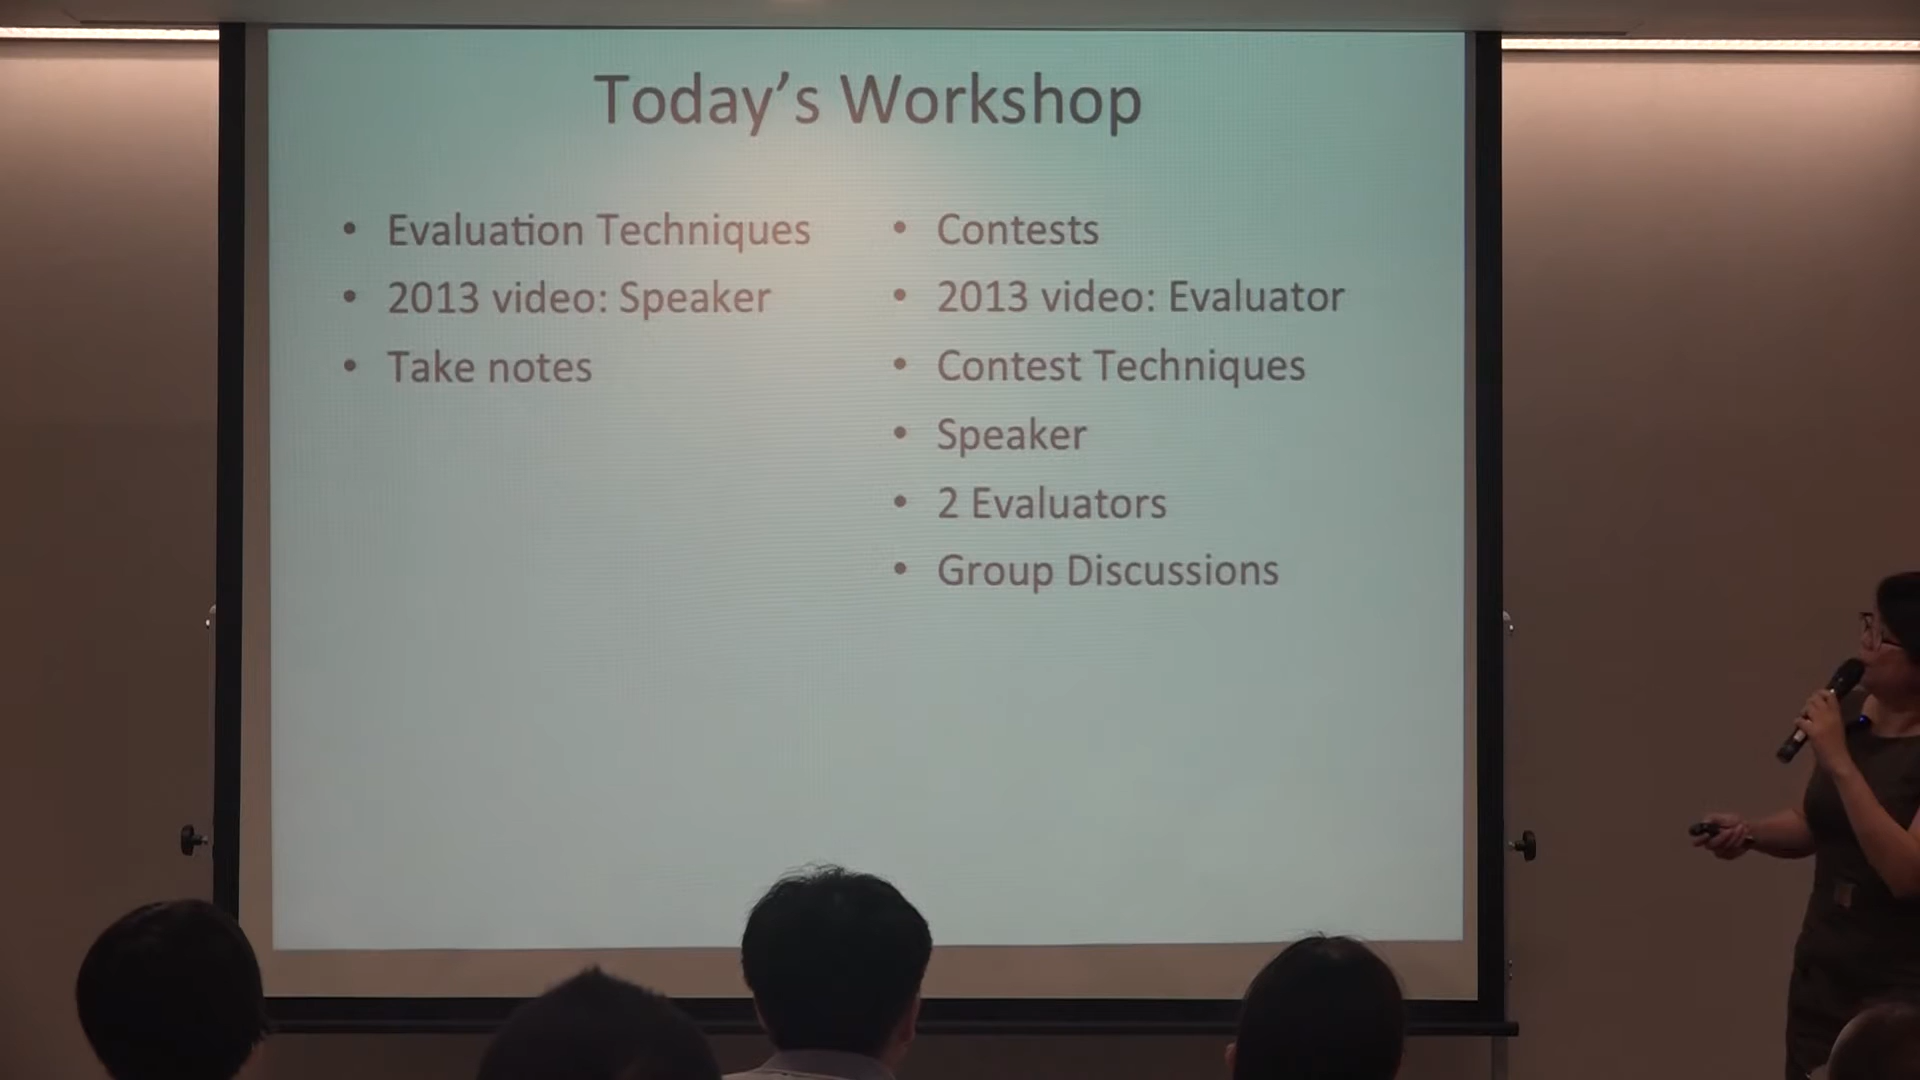 Today's Workshop
• Evaluation Techniques
• 2013 video: Speaker
• Take notes
• Contests
• 2013 video: Evaluator
• Contest Techniques
• Speaker
• 2 Evaluators
• Group Discussions